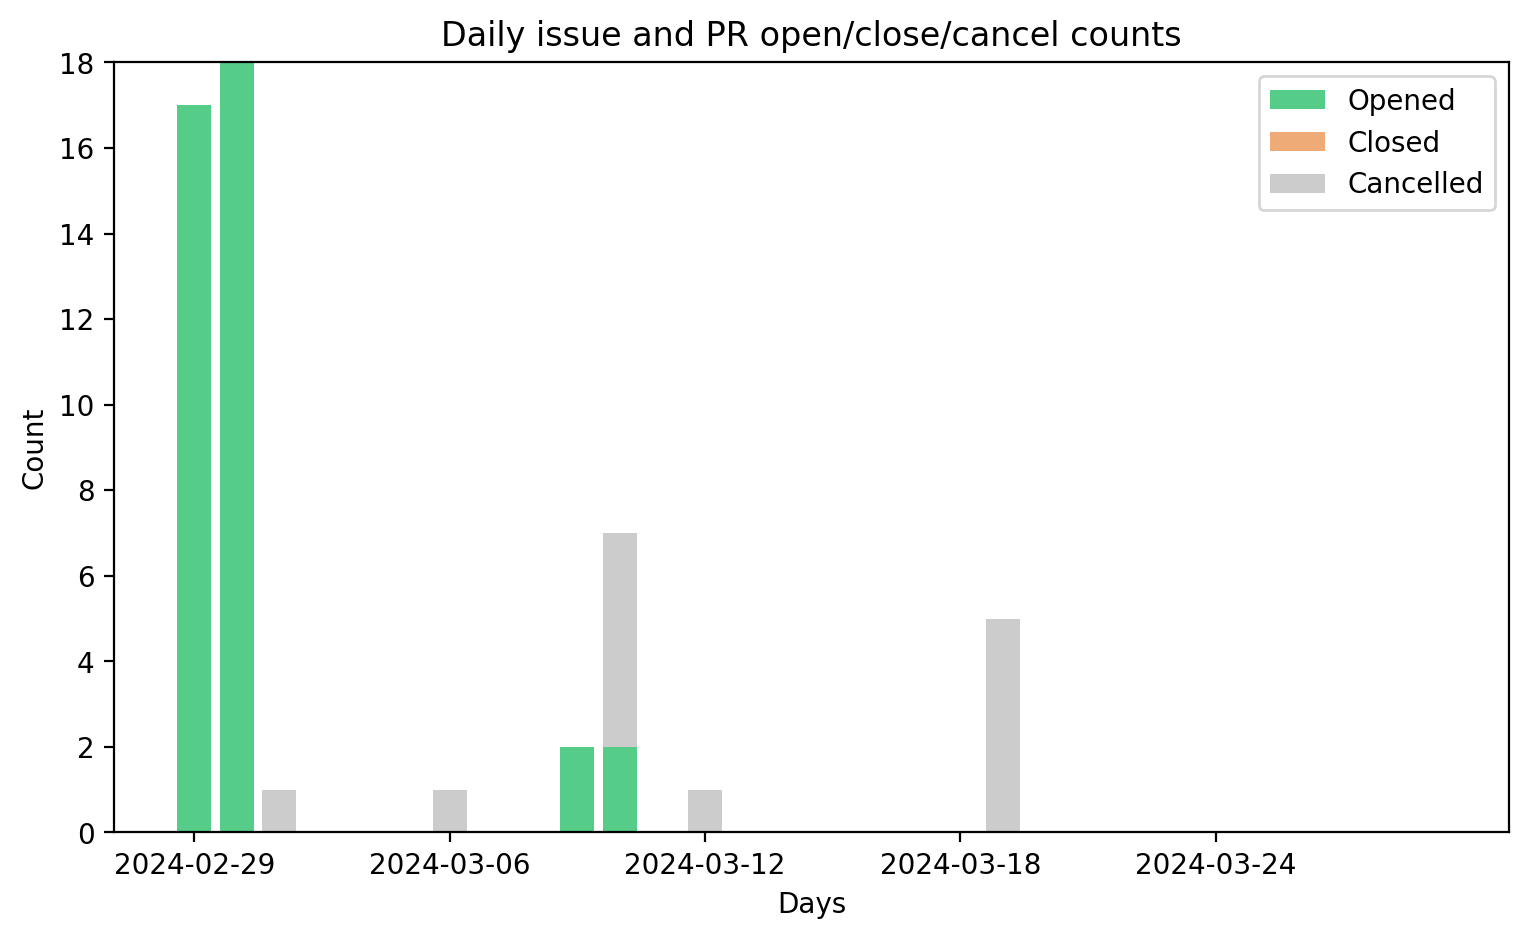 Daily issue and PR open/close/cancel counts
Opened
Closed
Cancelled
18
16
14
12
10
8
6
4
2
0
Count
2024-02-29
2024-03-06
2024-03-12
2024-03-18
2024-03-24
Days